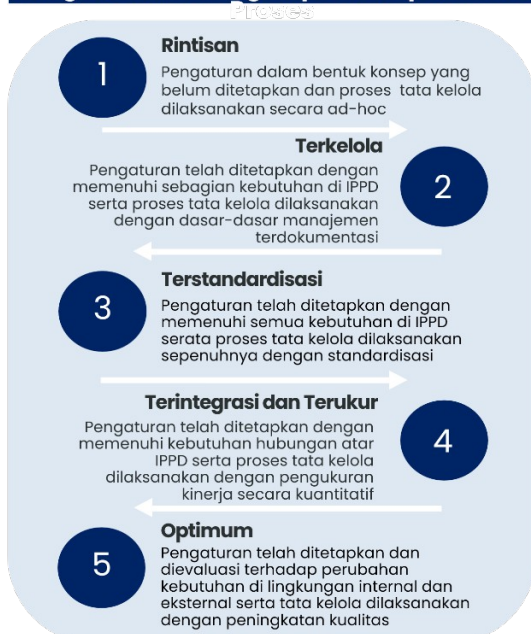 Proses
1
Rintisan
Pengaturan dalam bentuk konsep yang
belum ditetapkan dan proses tata kelola
dilaksanakan secara ad-hoc
Terkelola
Pengaturan telah ditetapkan dengan
memenuhi sebagian kebutuhan di IPPD
serta proses tata kelola dilaksanakan
dengan dasar-dasar manajemen
terdokumentasi
2
3
Terstandardisasi
Pengaturan telah ditetapkan dengan
memenuhi semua kebutuhan di IPPD
serata proses tata kelola dilaksanakan
sepenuhnya dengan standardisasi
Terintegrasi dan Terukur
Pengaturan telah ditetapkan dengan
memenuhi kebutuhan hubungan atar
IPPD serta proses tata kelola
dilaksanakan dengan pengukuran
kinerja secara kuantitatif
4
5
Optimum
Pengaturan telah ditetapkan dan
dievaluasi terhadap perubahan
kebutuhan di lingkungan internal dan
eksternal serta tata kelola dilaksanakan
dengan peningkatan kualitas